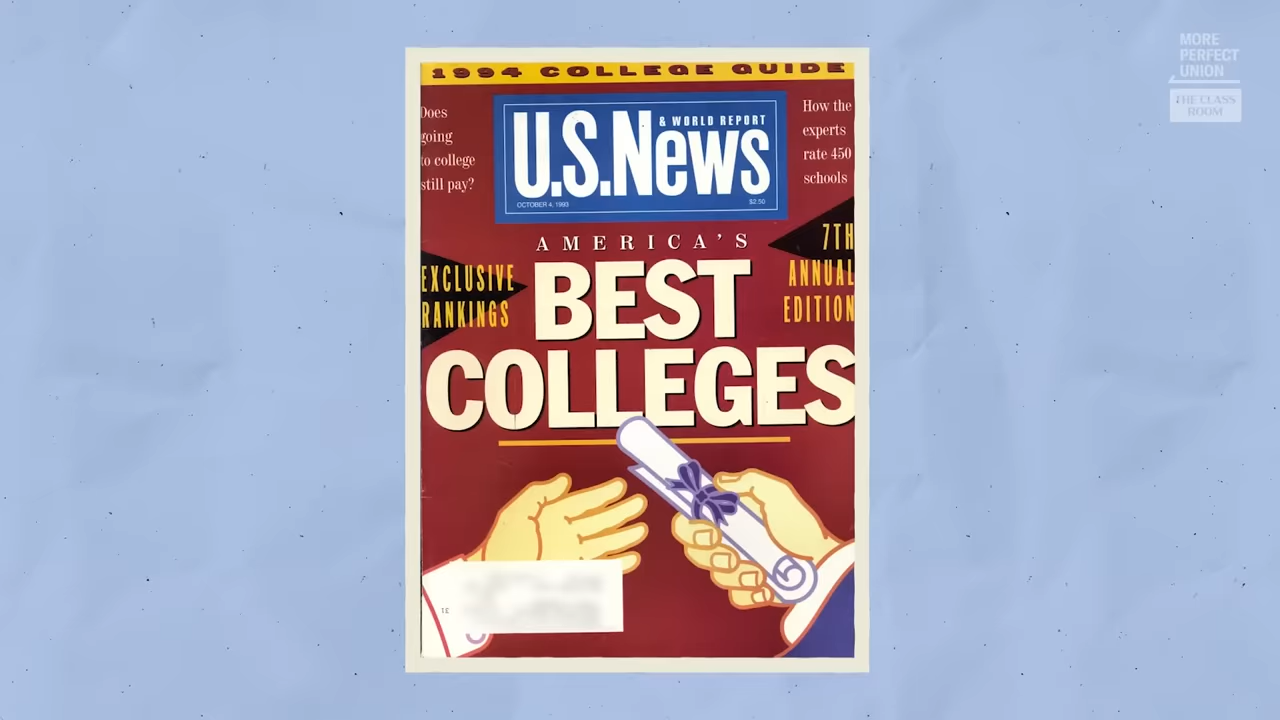 1994 COLLEGE GUIDE
Does
going
to college
still pay?
U.S.News
& WORLD REPORT
OCTOBER 4, 1993
$2.50
How the
experts
rate 450
schools
AMERICA'S
BEST
COLLEGES
EXCLUSIVE
RANKINGS
7TH
ANNUAL
EDITION
MORE
PERFECT
UNION
THE CLASS
ROOM